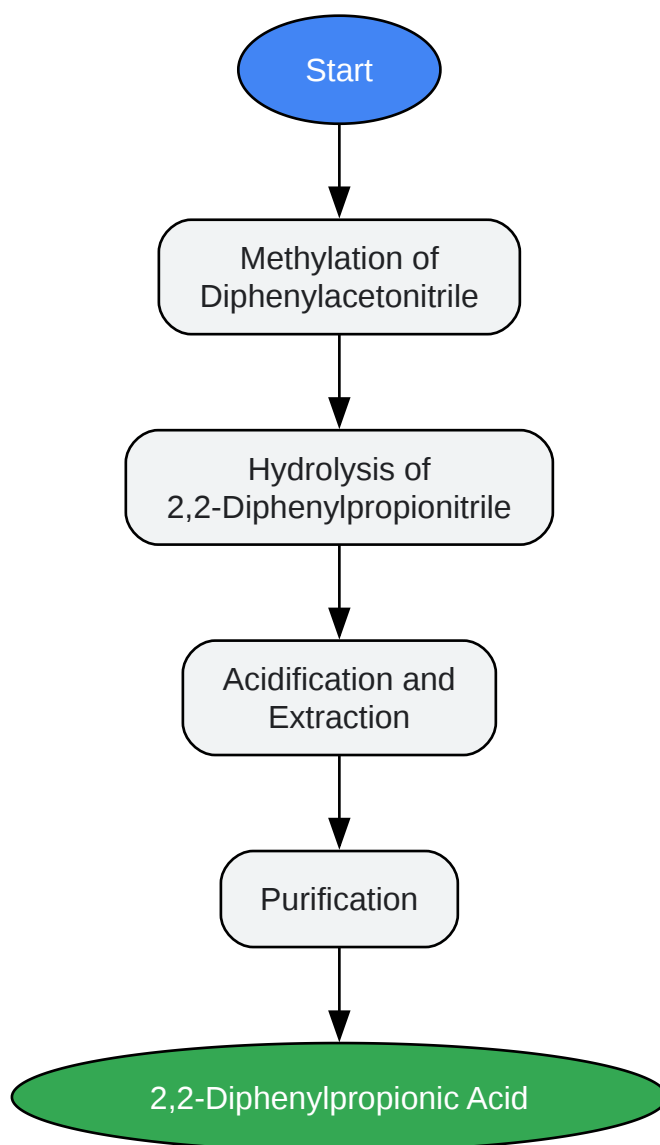 Start
Methylation of
Diphenylacetonitrile
Hydrolysis of
2,2-Diphenylpropionitrile
Acidification and
Extraction
Purification
2,2-Diphenylpropionic Acid